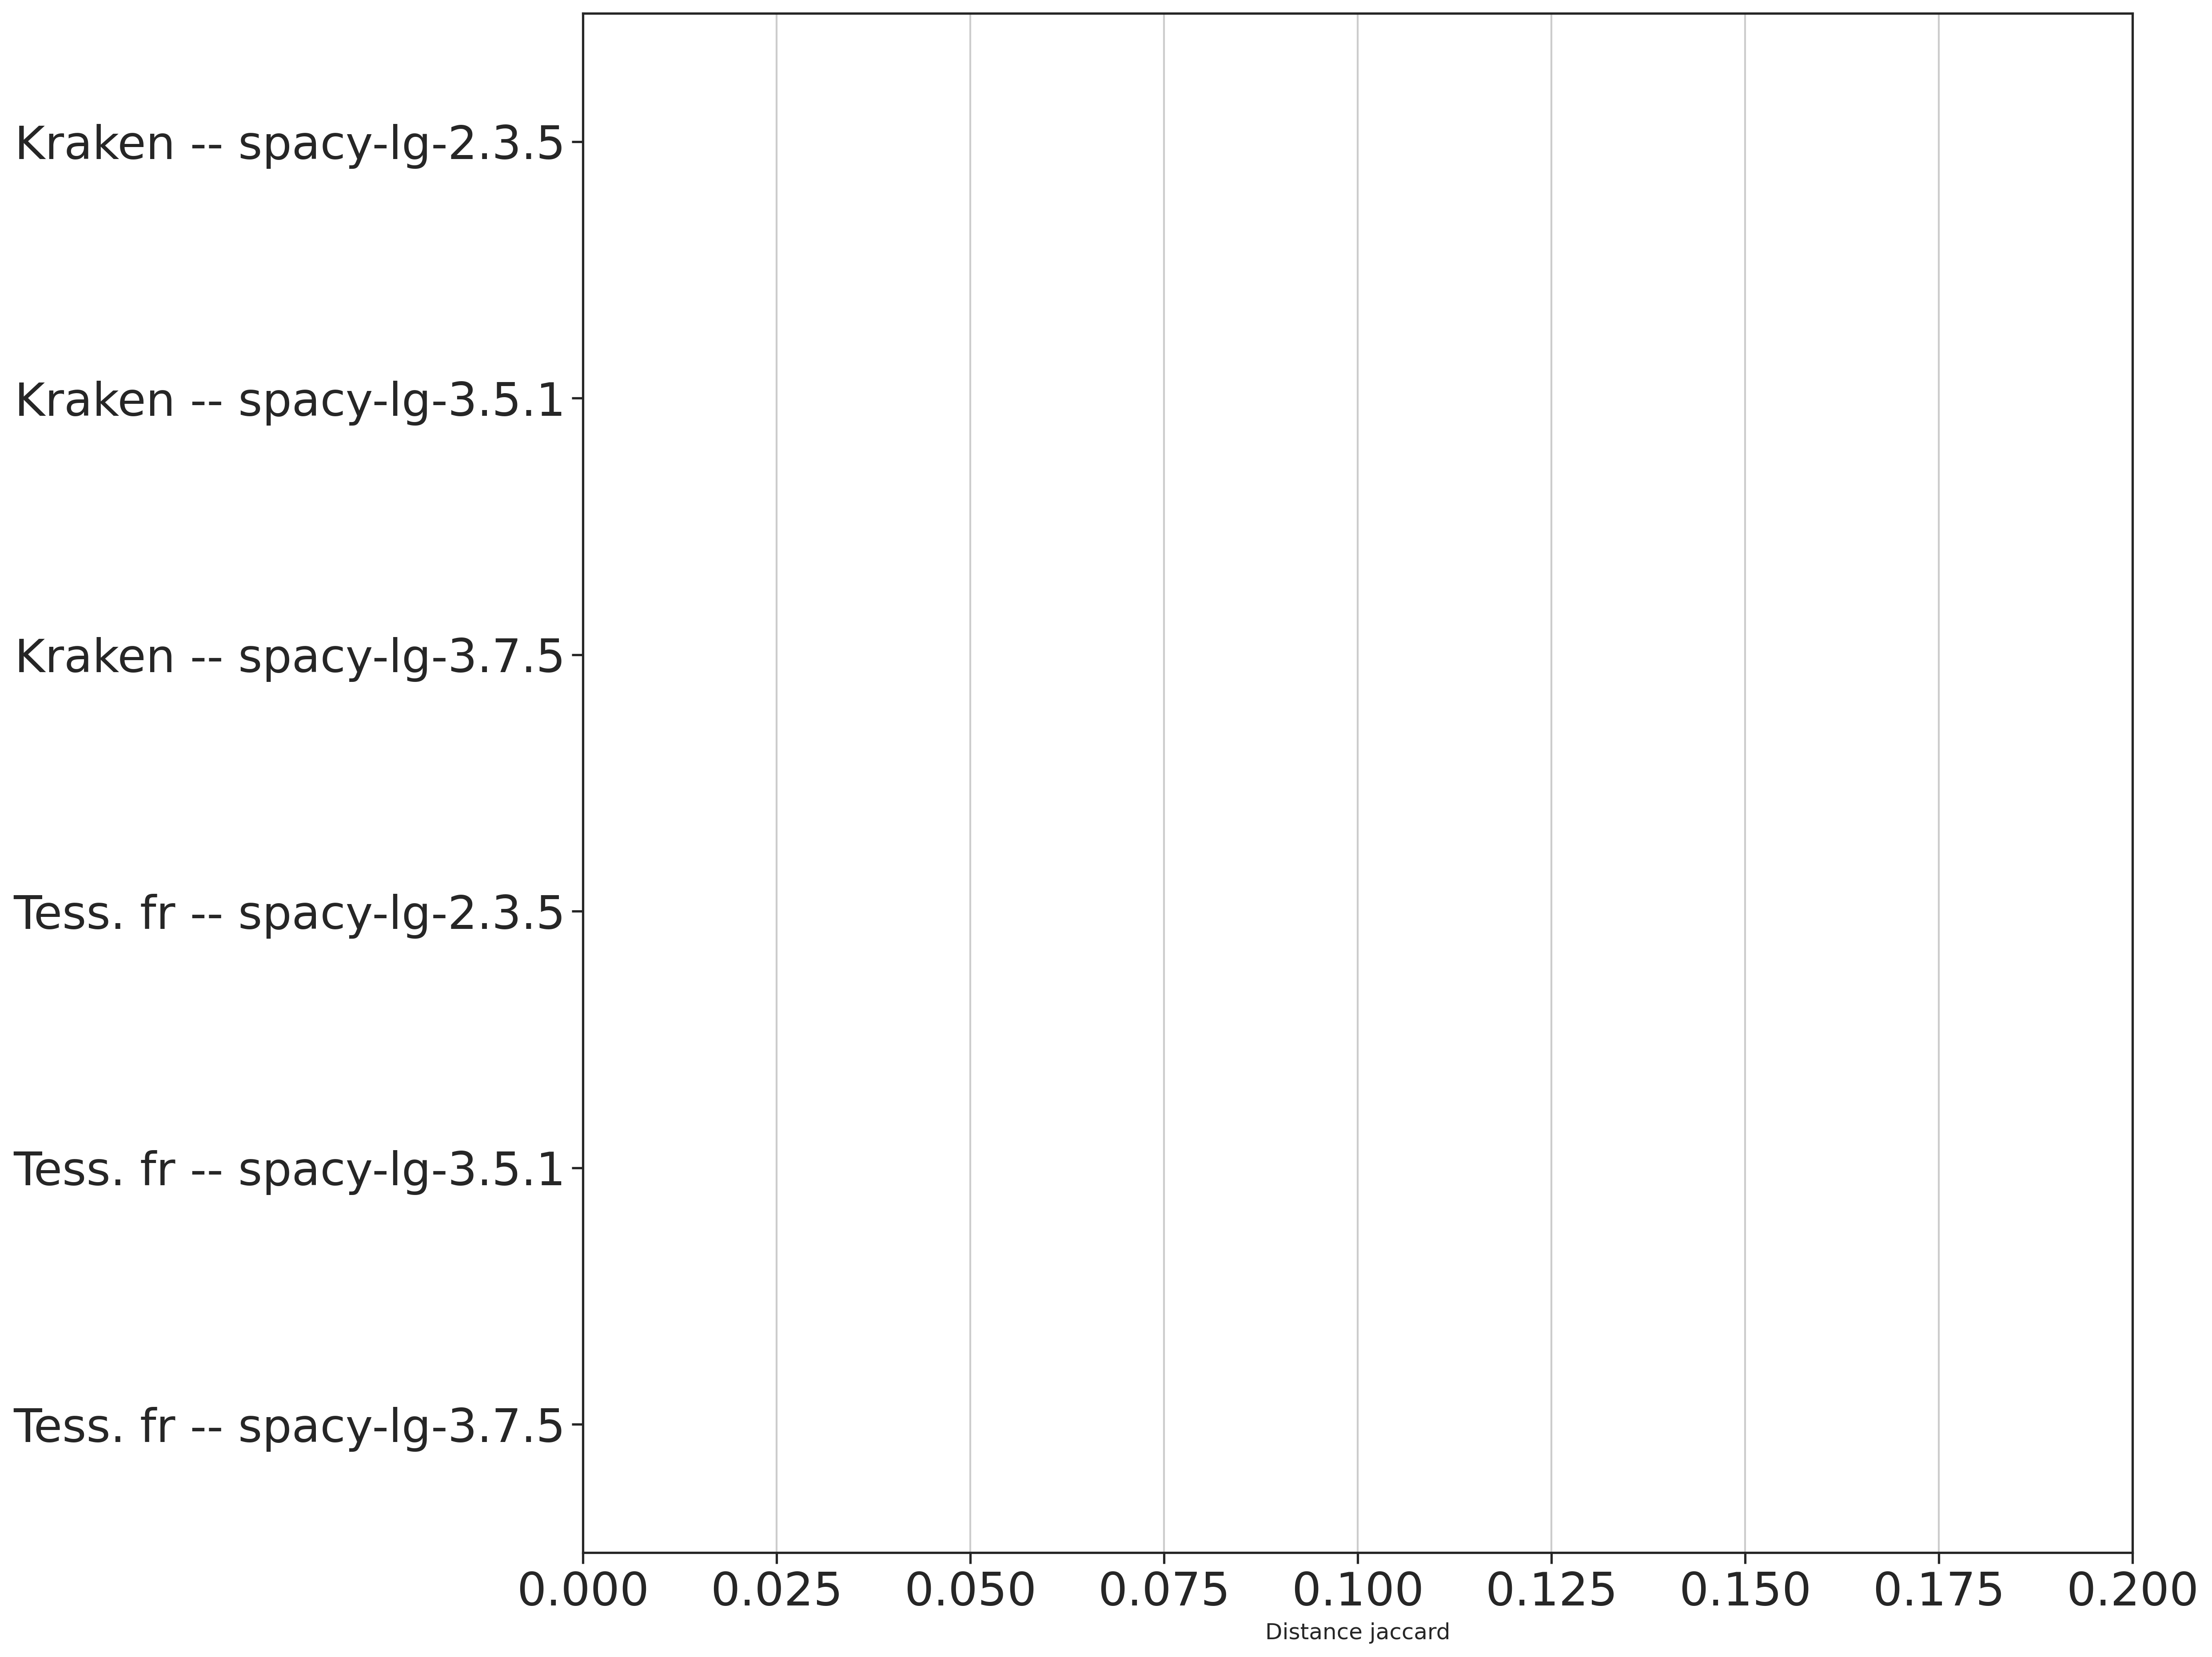 Kraken -- spacy-lg-2.3.5
Kraken -- spacy-lg-3.5.1
Kraken -- spacy-lg-3.7.5
Tess. fr -- spacy-lg-2.3.5
Tess. fr -- spacy-lg-3.5.1
Tess. fr -- spacy-lg-3.7.5
0.000 0.025 0.050 0.075 0.100 0.125 0.150 0.175 0.200
Distance jaccard